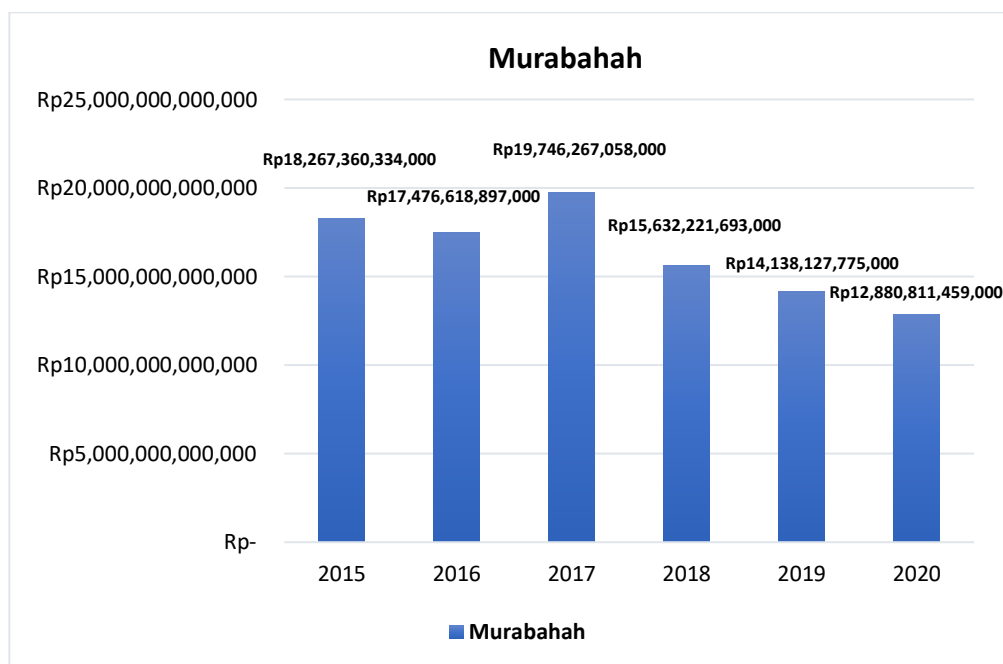 Murabahah
Rp25,000,000,000,000
Rp20,000,000,000,000
Rp15,000,000,000,000
Rp10,000,000,000,000
Rp5,000,000,000,000
Rp-
Rp18,267,360,334,000
Rp17,476,618,897,000
Rp19,746,267,058,000
Rp15,632,221,693,000
Rp14,138,127,775,000
Rp12,880,811,459,000
2015 2016 2017 2018 2019 2020
Murabahah